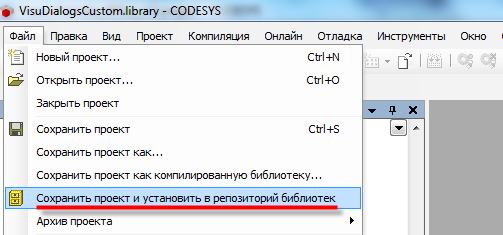 VisuDialogsCustom.library - CODESYS
Файл Правка Вид Проект Компиляция Онлайн Отладка Инструменты Окно
Новый проект... Ctrl+N
Открыть проект... Ctrl+O
Закрыть проект
Сохранить проект Ctrl+S
Сохранить проект как...
Сохранить проект как компилированную библиотеку...
Сохранить проект и установить в репозиторий библиотек
Архив проекта